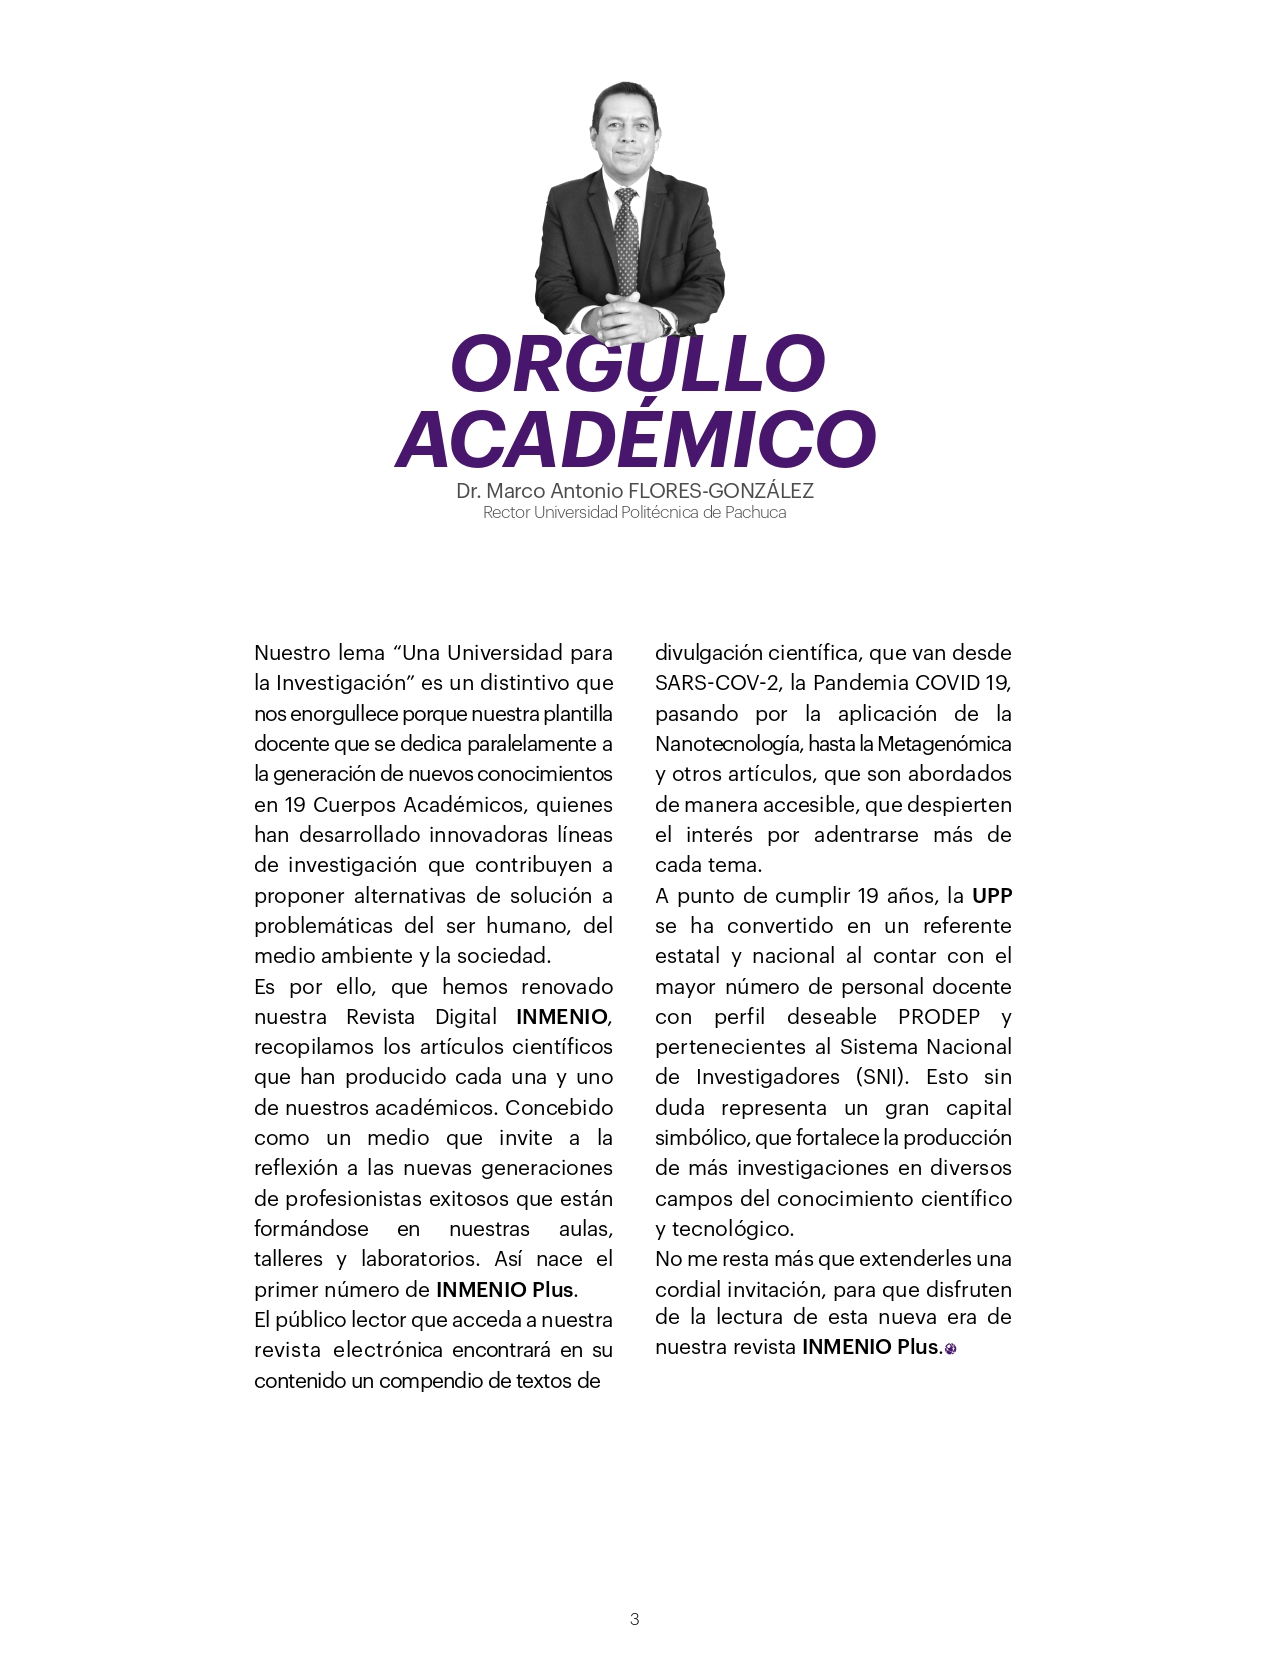 ORGULLO
ACADÉMICO
Dr. Marco Antonio FLORES-GONZÁLEZ
Rector Universidad Politécnica de Pachuca
Nuestro lema “Una Universidad para
la Investigación” es un distintivo que
nos enorgullece porque nuestra plantilla
docente que se dedica paralelamente a
la generación de nuevos conocimientos
en 19 Cuerpos Académicos, quienes
han desarrollado innovadoras líneas
de investigación que contribuyen a
proponer alternativas de solución a
problemáticas del ser humano, del
medio ambiente y la sociedad.
Es por ello, que hemos renovado
nuestra Revista Digital INMENIO,
recopilamos los artículos científicos
que han producido cada una y uno
de nuestros académicos. Concebido
como un medio que invite a la
reflexión a las nuevas generaciones
de profesionistas exitosos que están
formándose en nuestras aulas,
talleres y laboratorios. Así nace el
primer número de INMENIO Plus.
El público lector que acceda a nuestra
revista electrónica encontrará en su
contenido un compendio de textos de
divulgación científica, que van desde
SARS-COV-2, la Pandemia COVID 19,
pasando por la aplicación de la
Nanotecnología, hasta la Metagenómica
y otros artículos, que son abordados
de manera accesible, que despierten
el interés por adentrarse más de
cada tema.
A punto de cumplir 19 años, la UPP
se ha convertido en un referente
estatal y nacional al contar con el
mayor número de personal docente
con perfil deseable PRODEP y
pertenecientes al Sistema Nacional
de Investigadores (SNI). Esto sin
duda representa un gran capital
simbólico, que fortalece la producción
de más investigaciones en diversos
campos del conocimiento científico
y tecnológico.
No me resta más que extenderles una
cordial invitación, para que disfruten
de la lectura de esta nueva era de
nuestra revista INMENIO Plus.
3